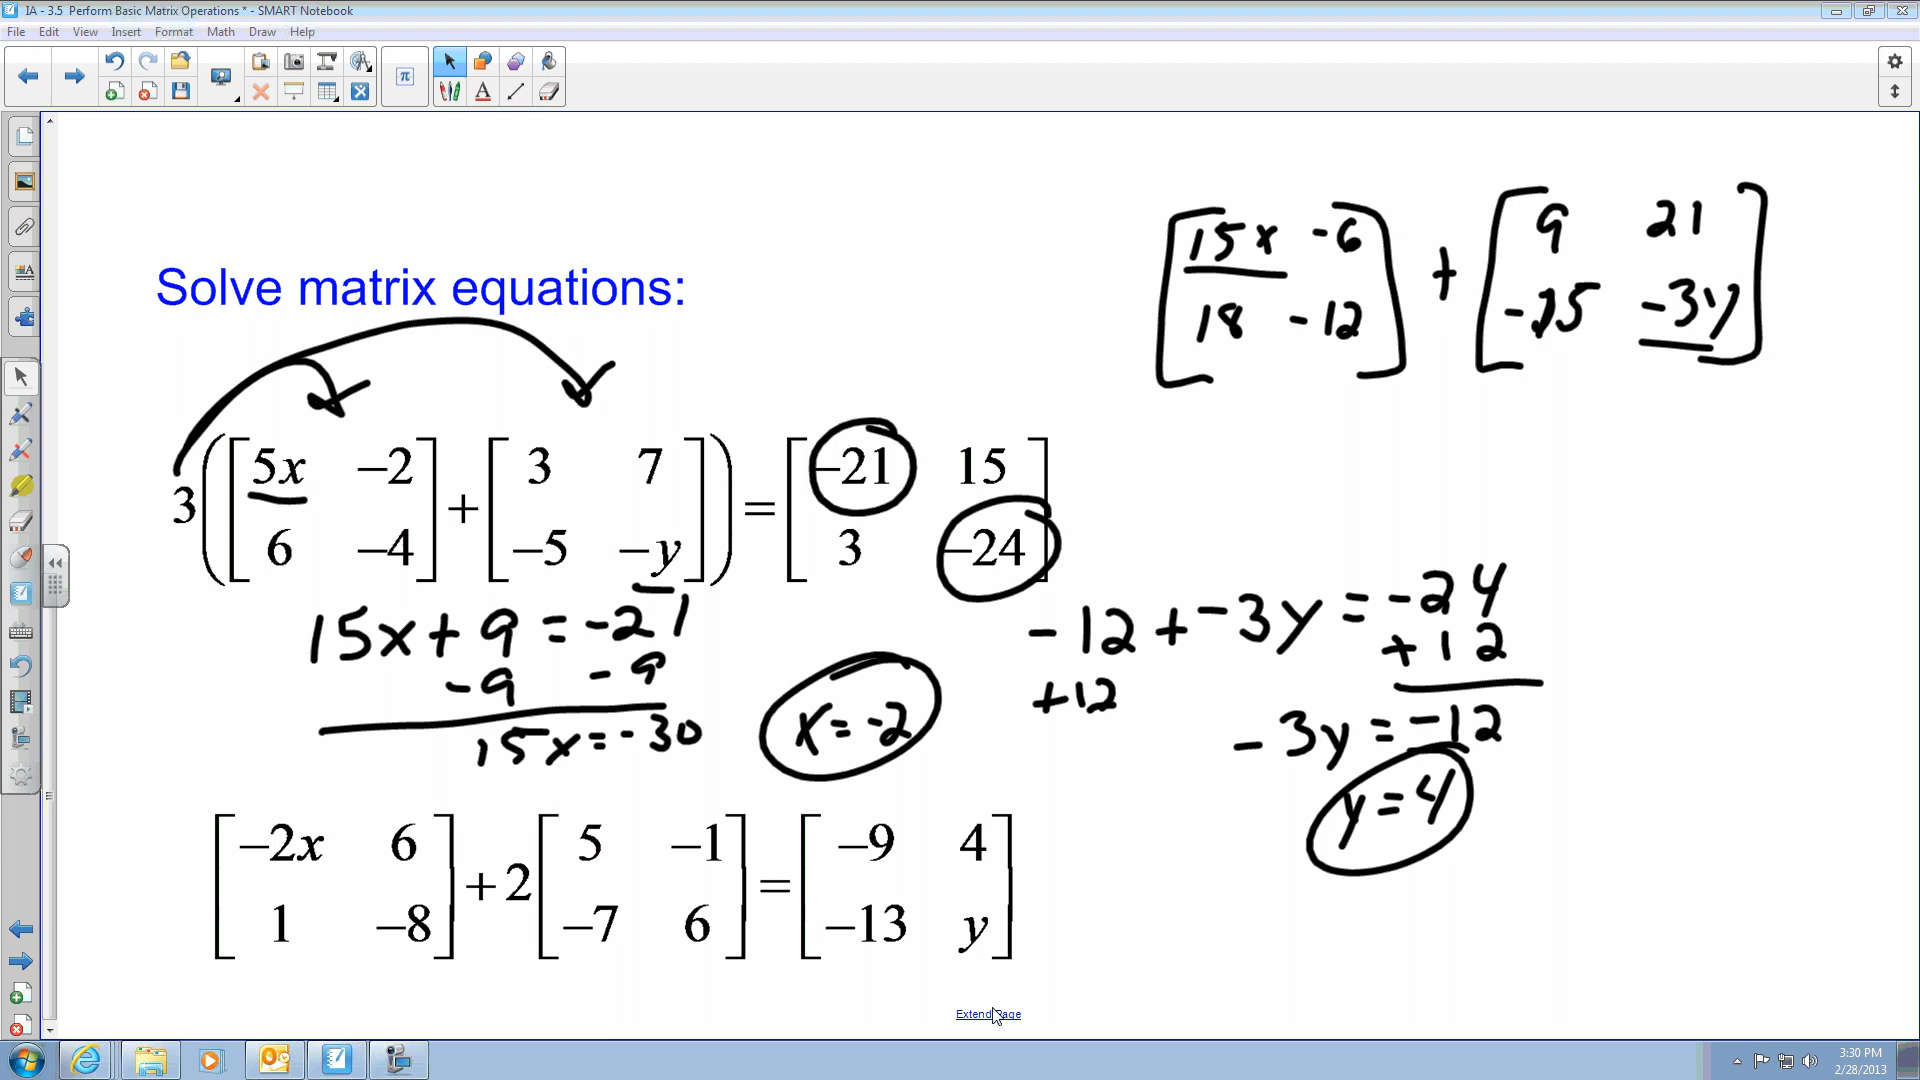 IA - 3.5 Perform Basic Matrix Operations * - SMART Notebook
File Edit View Insert Format Math Draw Help
π
A
A
15x -6
18 -12
+
9 21
-15 -3y
Solve matrix equations:
3([5x −2
6 −4] + [3 7
−5 −y]) = [−21 15
3 −24]
15x + 9 = -21
-9 -9
15x = -30
x = -2
-12 + -3y = -24
+12 +12
-3y = -12
y = 4
[−2x 6
1 −8] + 2[5 −1
−7 6] = [−9 4
−13 y]
Extend Page
3:30 PM
2/28/2013